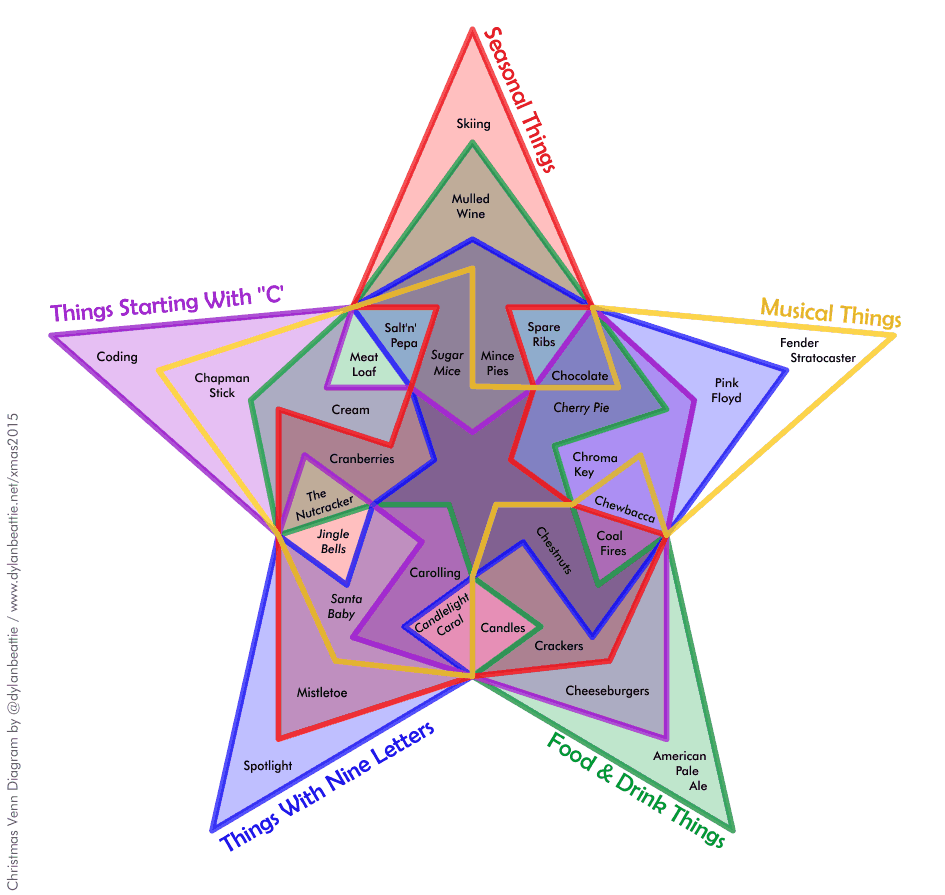 Seasonal Things
Skiing
Mulled
Wine
Things Starting With "C'
Musical Things
Fender
Stratocaster
Coding
Chapman
Stick
Salt'n'
Pepa
Meat
Loaf
Sugar
Mice
Mince
Pies
Spare
Ribs
Chocolate
Pink
Floyd
Cream
Cherry Pie
Cranberries
Chroma
Key
The
Nutcracker
Chewbacca
Jingle
Bells
Chestnuts
Coal
Fires
Carolling
Santa
Baby
Candlelight
Carol
Candles
Crackers
Mistletoe
Cheeseburgers
Spotlight
American
Pale
Ale
Things With Nine Letters
Food & Drink Things
Christmas Venn Diagram by @dylanbeattie / www.dylanbeattie.net/xmas2015